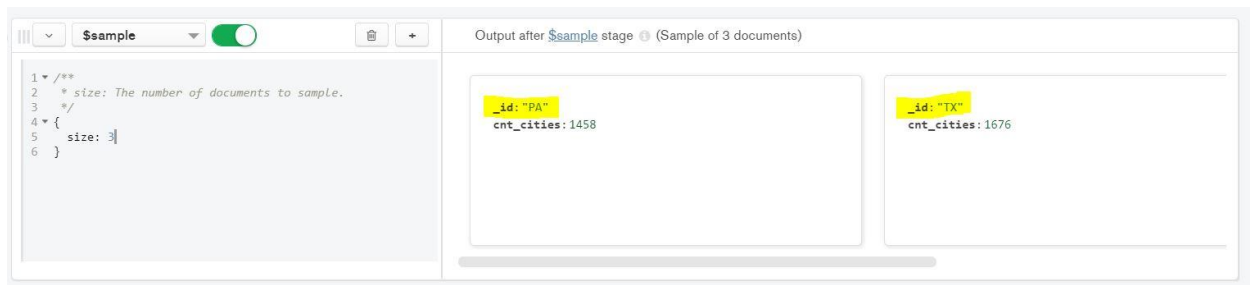 $sample
+
Output after $sample stage (Sample of 3 documents)
1 /**
2 * size: The number of documents to sample.
3 */
4 {
5 size: 3
6 }
_id: "PA"
cnt_cities: 1458
_id: "TX"
cnt_cities: 1676